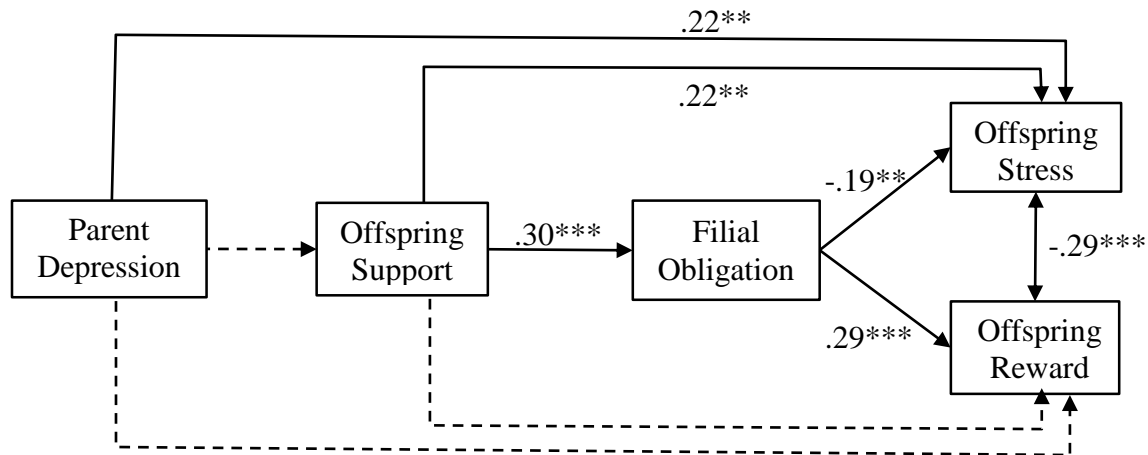 .22**
.22**
Offspring
Stress
-.19**
Parent
Depression
Offspring
Support
.30***
Filial
Obligation
-.29***
.29***
Offspring
Reward